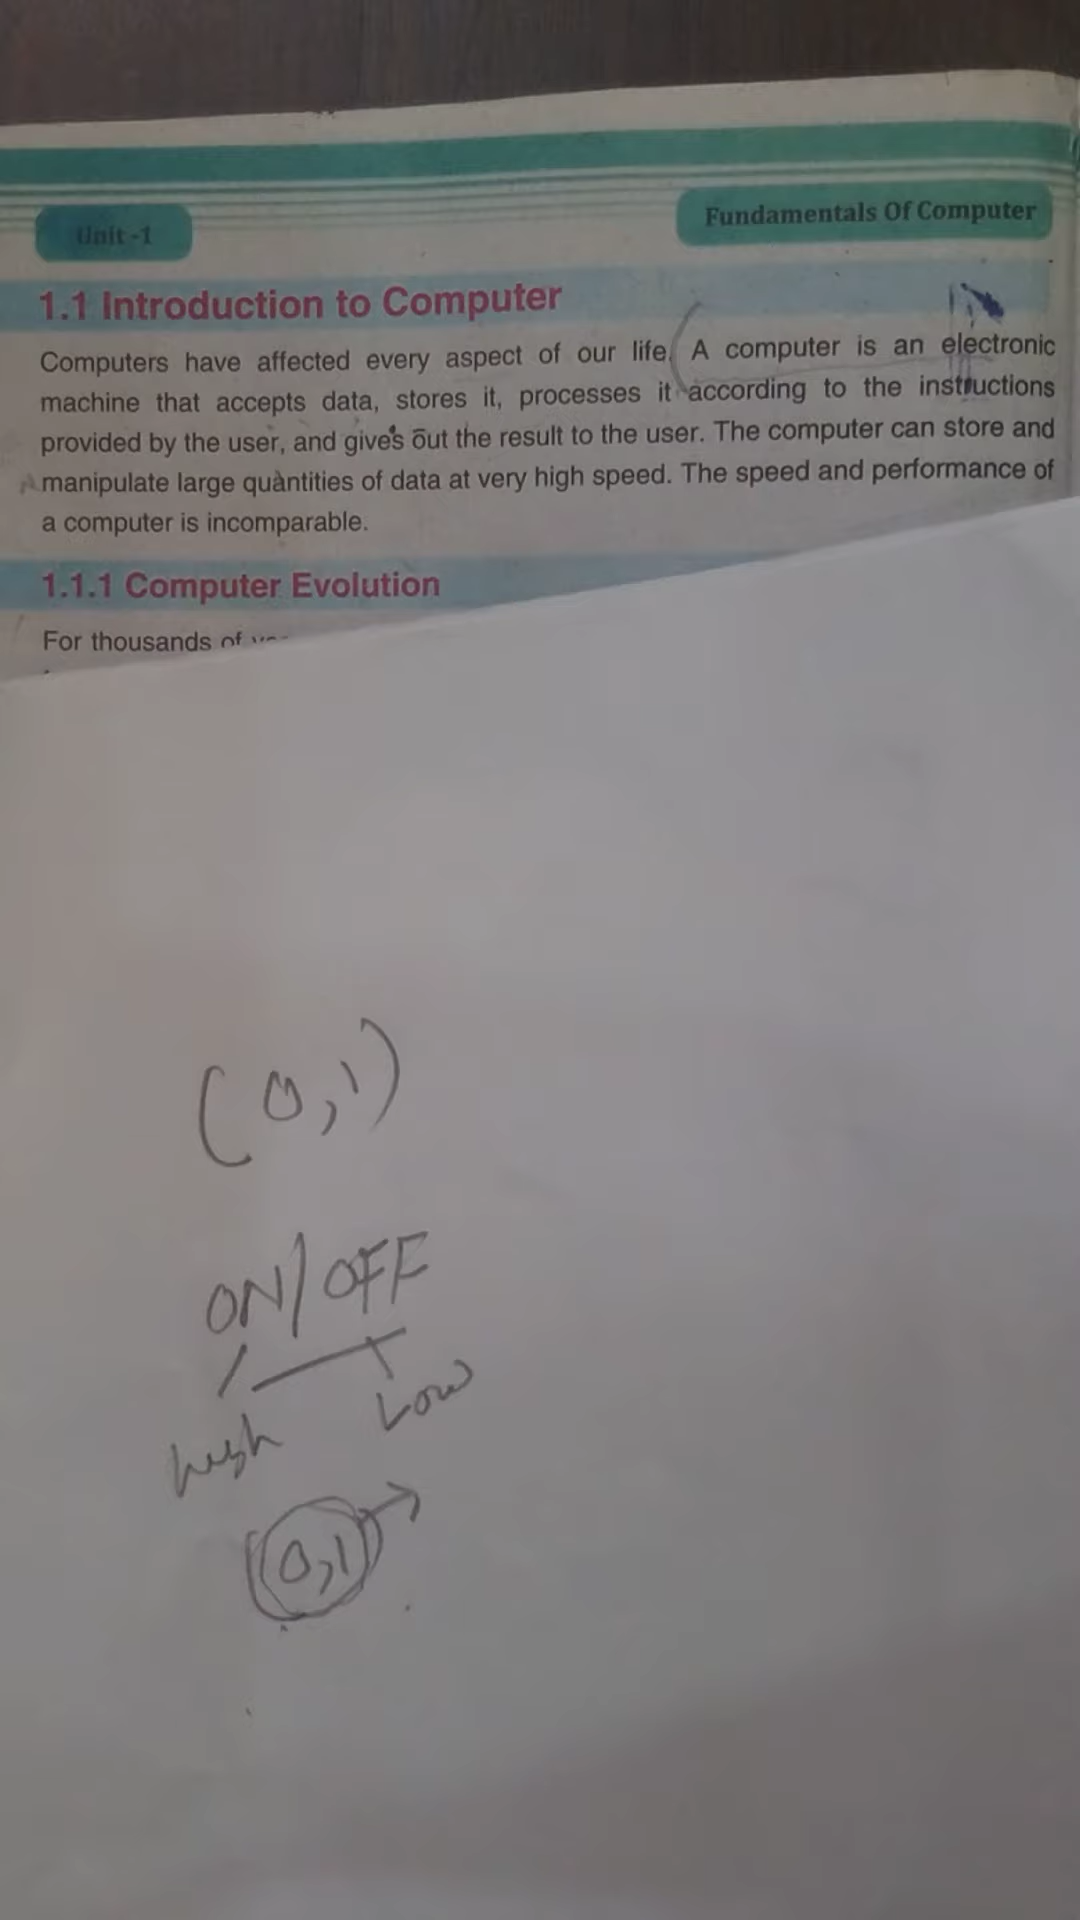 Unit -1
Fundamentals Of Computer
1.1 Introduction to Computer
Computers have affected every aspect of our life. A computer is an electronic
machine that accepts data, stores it, processes it according to the instructions
provided by the user, and gives out the result to the user. The computer can store and
manipulate large quantities of data at very high speed. The speed and performance of
a computer is incomparable.
1.1.1 Computer Evolution
For thousands of
(0,1)
ON/OFF
high Low
(0,1)